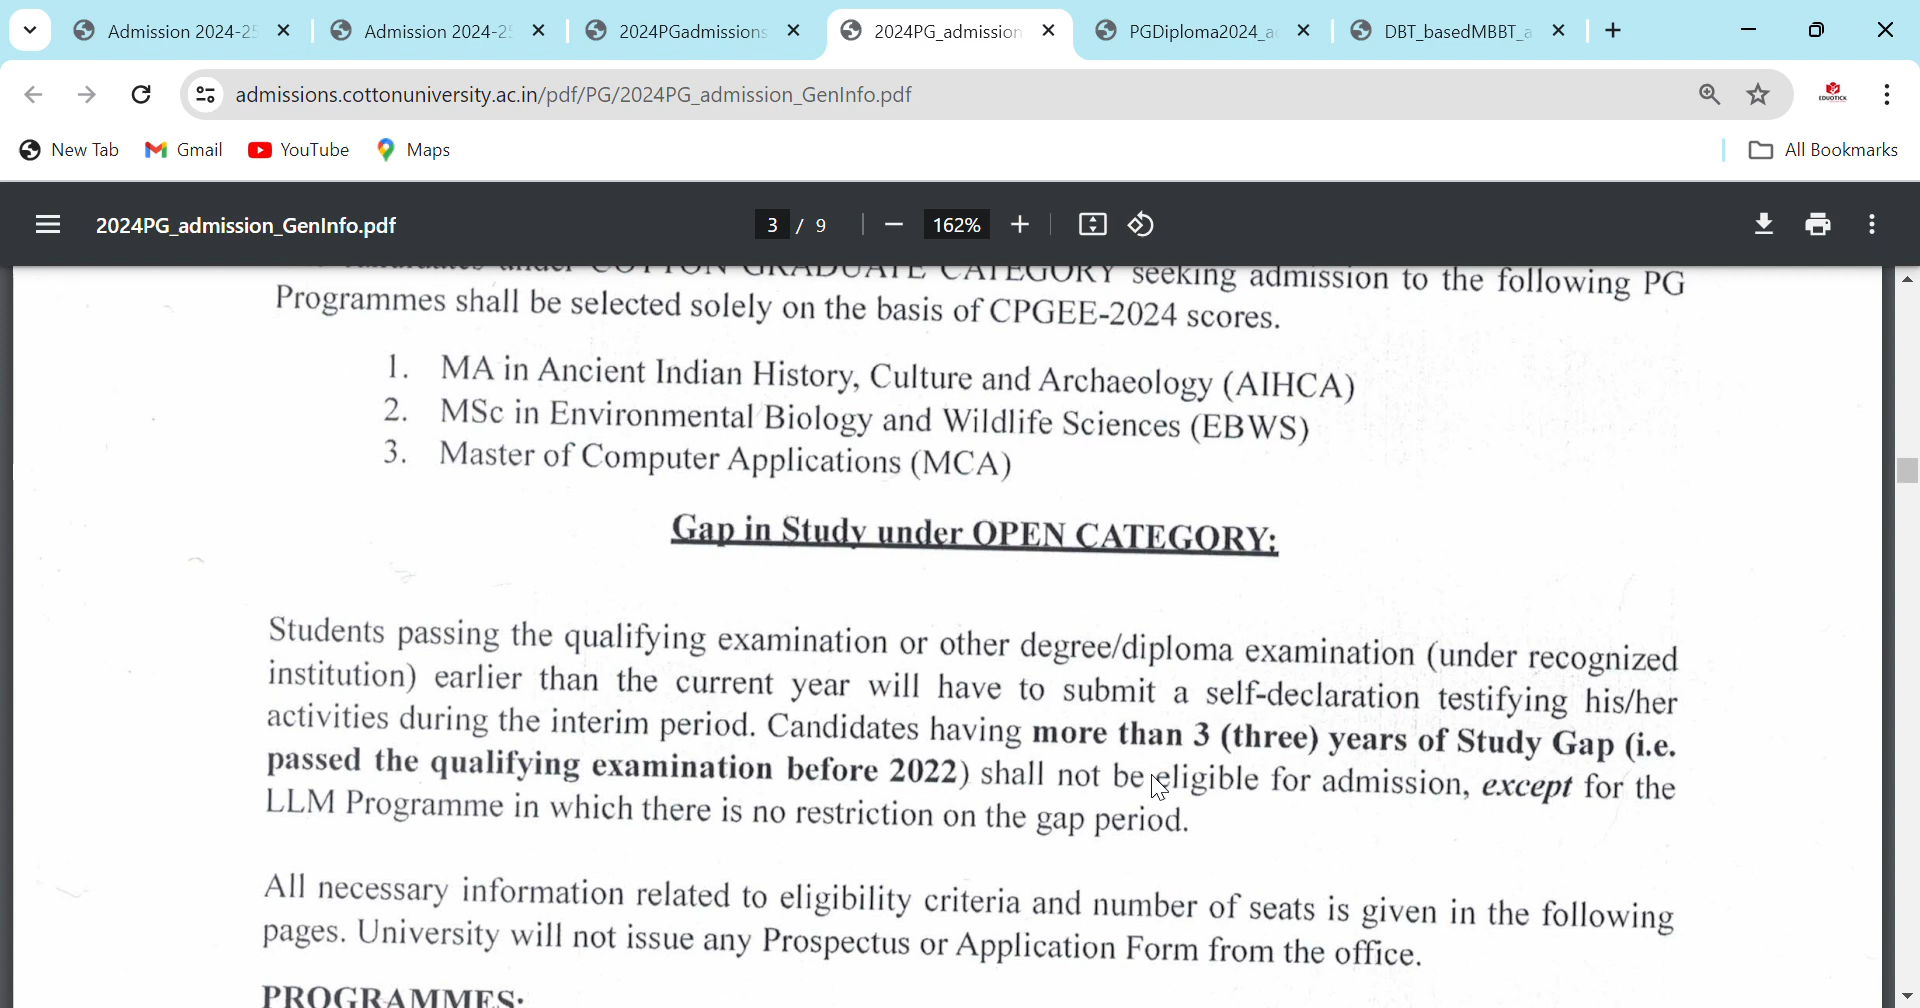 Admission 2024-25
Admission 2024-2
2024PGadmissions
2024PG_admission
PGDiploma2024_a
DBT_basedMBBT_a
admissions.cottonuniversity.ac.in/pdf/PG/2024PG_admission_GenInfo.pdf
EDUOTICK
New Tab
Gmail
YouTube
Maps
All Bookmarks
2024PG_admission_GenInfo.pdf
3 / 9
162%
candidates under COTTON GRADUATE CATEGORY seeking admission to the following PG
Programmes shall be selected solely on the basis of CPGEE-2024 scores.
1. MA in Ancient Indian History, Culture and Archaeology (AIHCA)
2. MSc in Environmental Biology and Wildlife Sciences (EBWS)
3. Master of Computer Applications (MCA)
Gap in Study under OPEN CATEGORY:
Students passing the qualifying examination or other degree/diploma examination (under recognized
institution) earlier than the current year will have to submit a self-declaration testifying his/her
activities during the interim period. Candidates having more than 3 (three) years of Study Gap (i.e.
passed the qualifying examination before 2022) shall not be eligible for admission, except for the
LLM Programme in which there is no restriction on the gap period.
All necessary information related to eligibility criteria and number of seats is given in the following
pages. University will not issue any Prospectus or Application Form from the office.
PROGRAMMES: